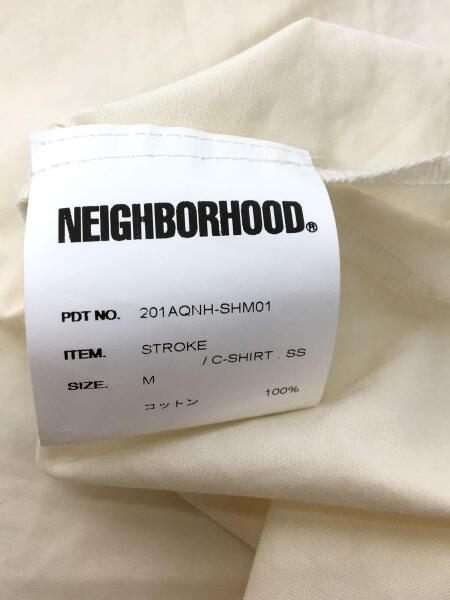 NEIGHBORHOOD®
PDT NO. 201AQNH-SHM01
ITEM. STROKE
/ C-SHIRT . SS
SIZE. M
コットン 100%